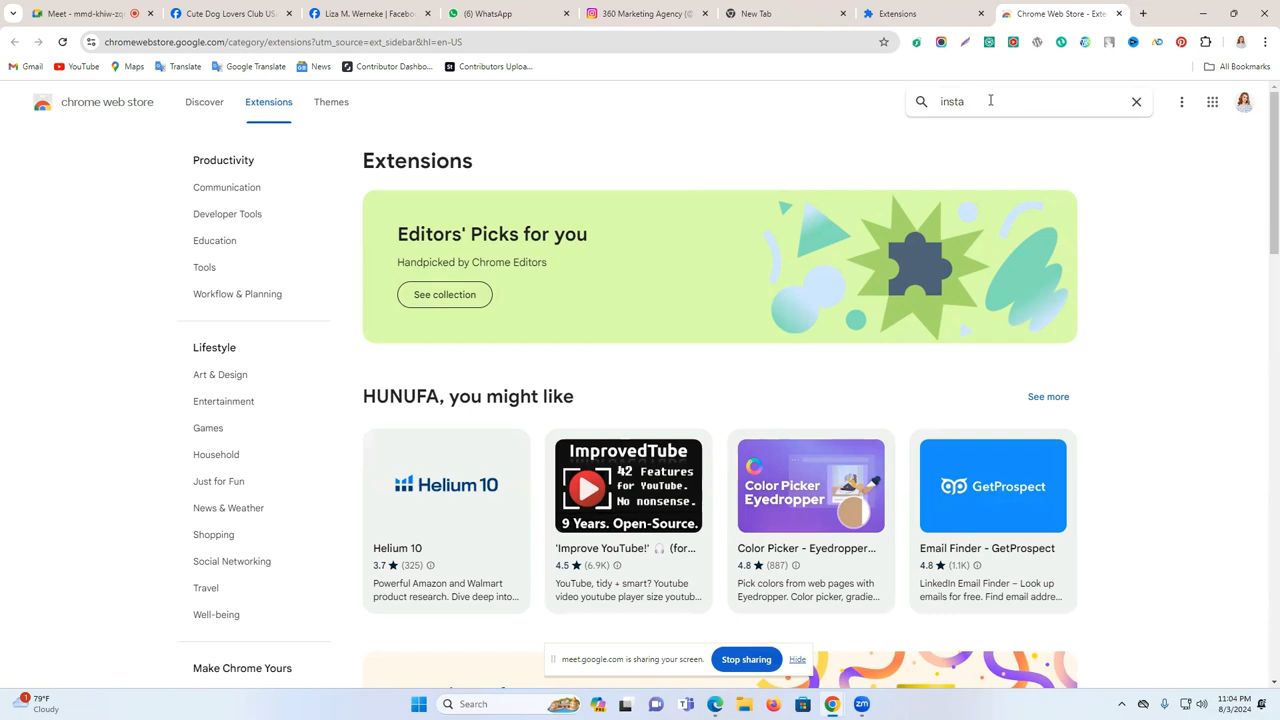 Meet - mmd-khiw-zq
Cute Dog Unisex T-S
Liza M. Werner | Faceb
(6) WhatsApp
360 Marketing Agency (@
New Tab
Extensions
Chrome Web Store - Exte
chromewebstore.google.com/category/extensions?utm_source=ext_sidebar&hl=en-US
Gmail
YouTube
Maps
Translate
Google Translate
News
Contributor Dashbo...
Contributors Uploa...
All Bookmarks
chrome web store
Discover
Extensions
Themes
insta
Productivity
Communication
Developer Tools
Education
Tools
Workflow & Planning
Lifestyle
Art & Design
Entertainment
Games
Household
Just for Fun
News & Weather
Shopping
Social Networking
Travel
Well-being
Make Chrome Yours
Extensions
Editors' Picks for you
Handpicked by Chrome Editors
See collection
HUNUFA, you might like
See more
Helium 10
Helium 10
3.7 ★ (325)
Powerful Amazon and Walmart
product research. Dive deep into...
ImprovedTube
42 Features
for YouTube.
No nonsense.
9 Years. Open-Source.
'Improve YouTube!' 🎧 (for...
4.5 ★ (6.9K)
YouTube, tidy + smart? Youtube
video youtube player size youtub...
Color Picker
Eyedropper
Color Picker - Eyedropper...
4.8 ★ (887)
Pick colors from web pages with
Eyedropper. Color picker, gradie...
GetProspect
Email Finder - GetProspect
4.8 ★ (1.1K)
LinkedIn Email Finder – Look up
emails for free. Find email addre...
meet.google.com is sharing your screen.
Stop sharing
Hide
1
79°F
Cloudy
Search
11:04 PM
8/3/2024